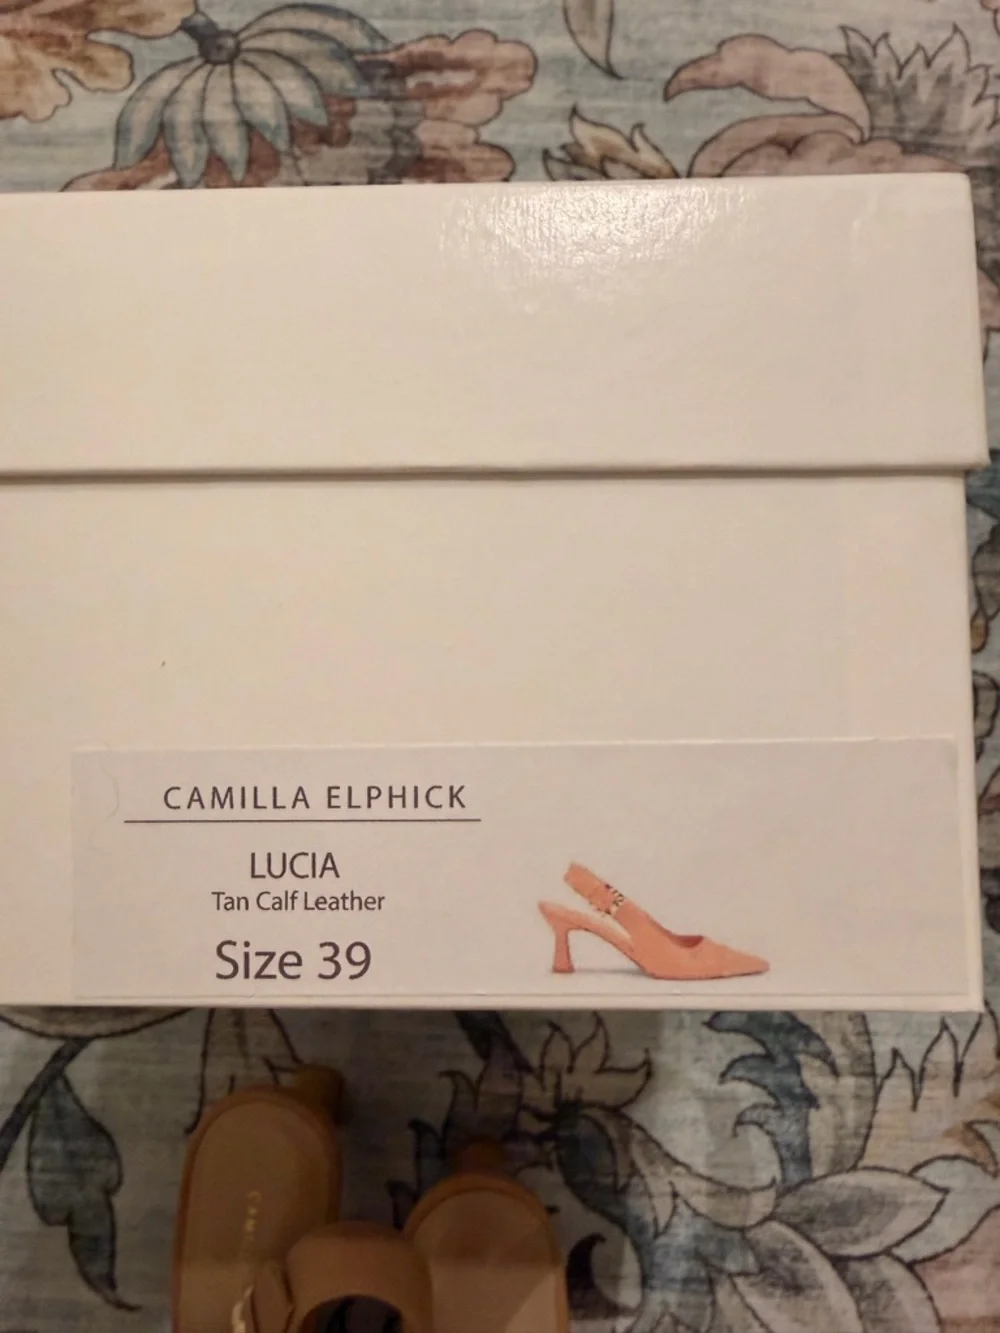 CAMILLA ELPHICK
LUCIA
Tan Calf Leather
Size 39